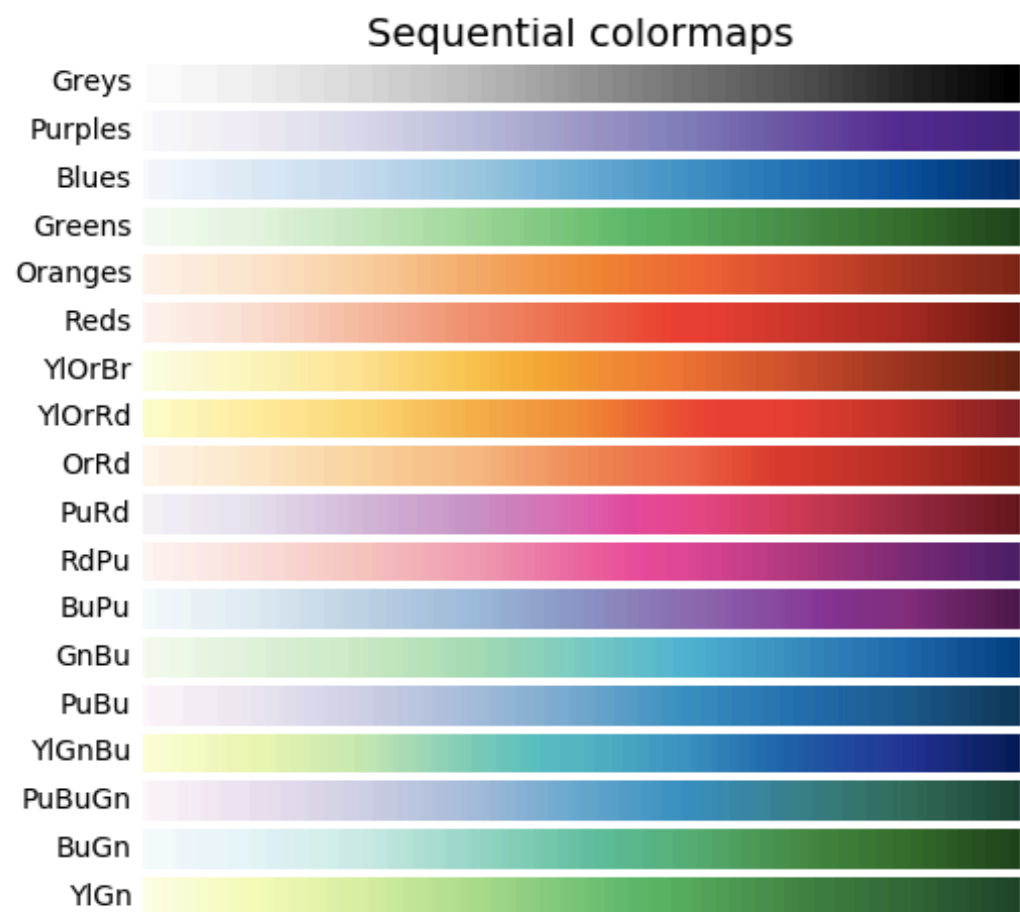 Sequential colormaps
Greys
Purples
Blues
Greens
Oranges
Reds
YlOrBr
YlOrRd
OrRd
PuRd
RdPu
BuPu
GnBu
PuBu
YlGnBu
PuBuGn
BuGn
YlGn